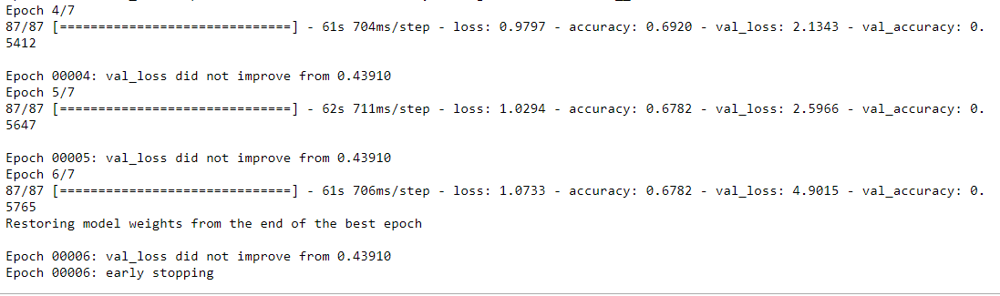 Epoch 4/7
87/87 [==============================] - 61s 704ms/step - loss: 0.9797 - accuracy: 0.6920 - val_loss: 2.1343 - val_accuracy: 0.
5412
Epoch 00004: val_loss did not improve from 0.43910
Epoch 5/7
87/87 [==============================] - 62s 711ms/step - loss: 1.0294 - accuracy: 0.6782 - val_loss: 2.5966 - val_accuracy: 0.
5647
Epoch 00005: val_loss did not improve from 0.43910
Epoch 6/7
87/87 [==============================] - 61s 706ms/step - loss: 1.0733 - accuracy: 0.6782 - val_loss: 4.9015 - val_accuracy: 0.
5765
Restoring model weights from the end of the best epoch
Epoch 00006: val_loss did not improve from 0.43910
Epoch 00006: early stopping